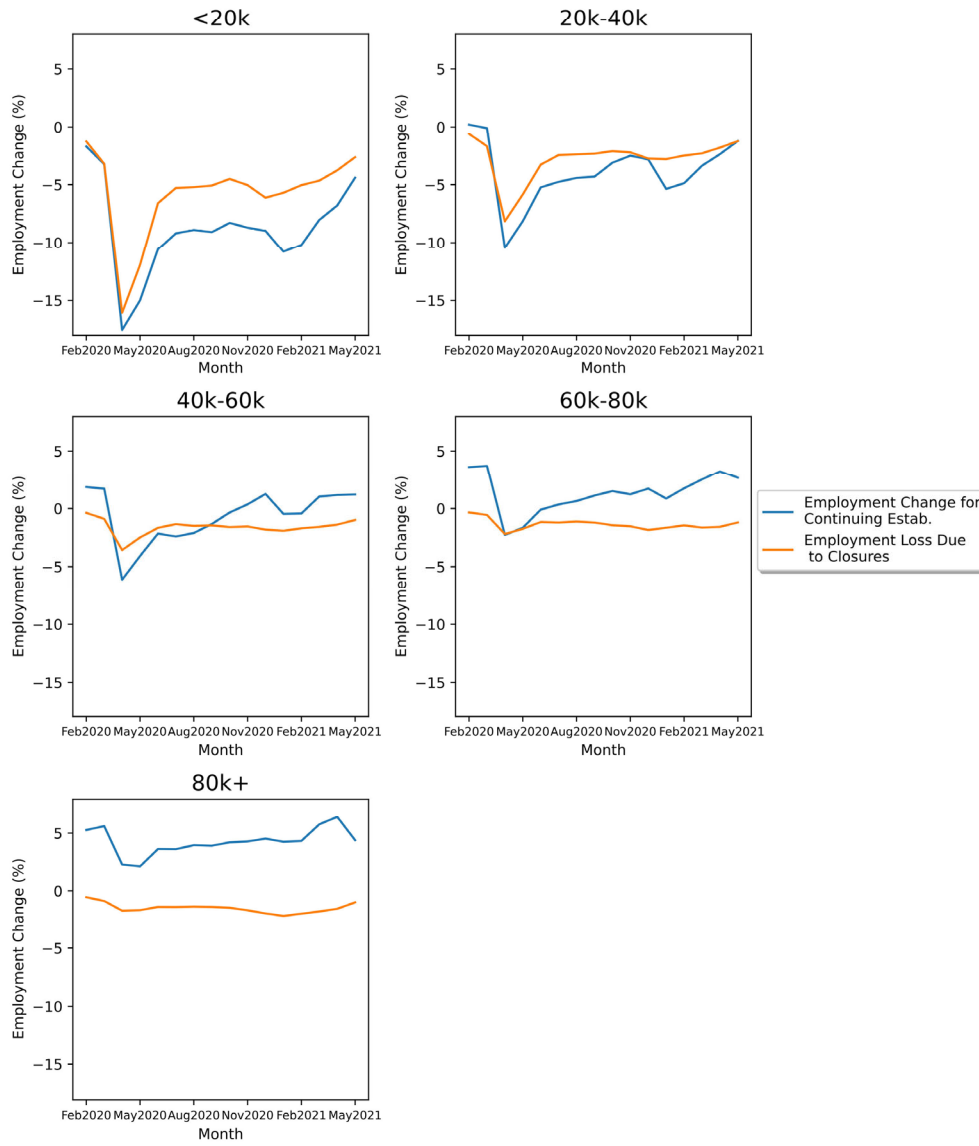 <20k
20k-40k
Employment Change (%)
5
0
−5
−10
−15
Feb2020 May2020 Aug2020 Nov2020 Feb2021 May2021
Month
Employment Change (%)
5
0
−5
−10
−15
Feb2020 May2020 Aug2020 Nov2020 Feb2021 May2021
Month
40k-60k
60k-80k
Employment Change (%)
5
0
−5
−10
−15
Feb2020 May2020 Aug2020 Nov2020 Feb2021 May2021
Month
Employment Change (%)
5
0
−5
−10
−15
Feb2020 May2020 Aug2020 Nov2020 Feb2021 May2021
Month
Employment Change for
Continuing Estab.
Employment Loss Due
to Closures
80k+
Employment Change (%)
5
0
−5
−10
−15
Feb2020 May2020 Aug2020 Nov2020 Feb2021 May2021
Month